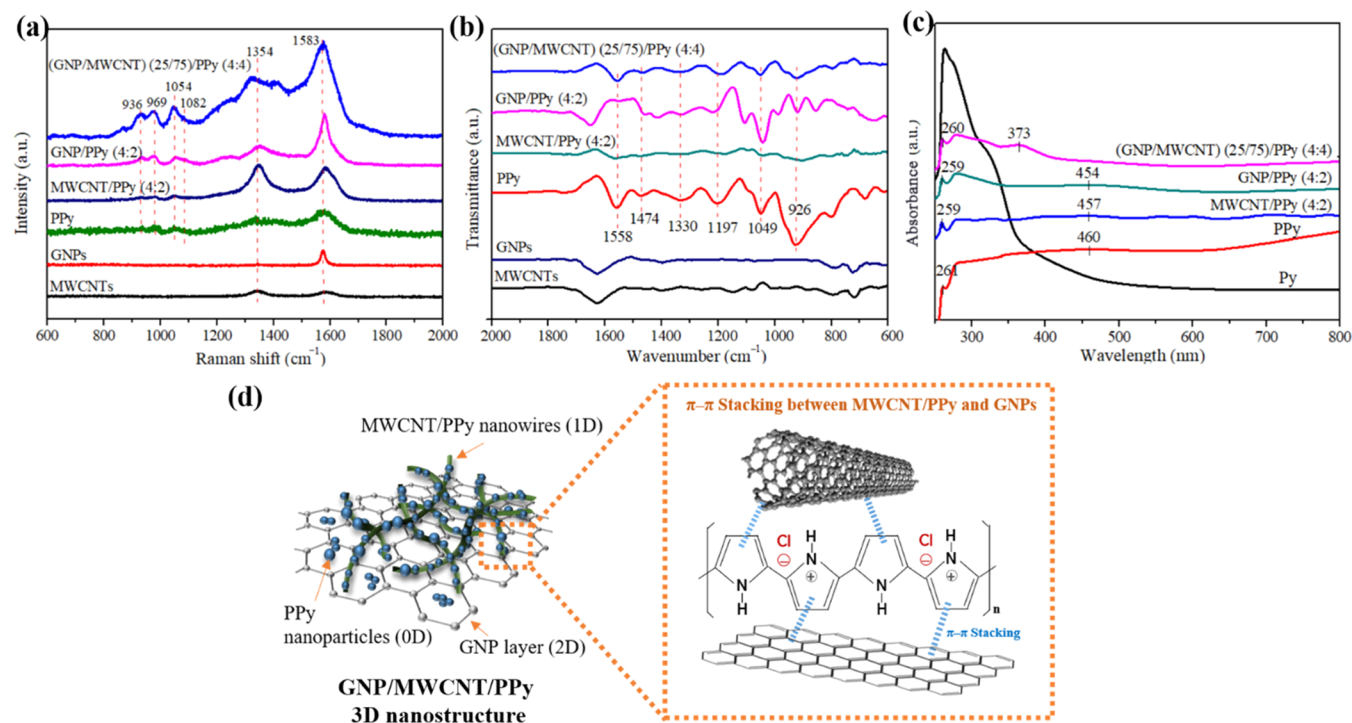 (a)
Intensity (a.u.)
(GNP/MWCNT) (25/75)/PPy (4:4)
936
969
1054
1082
1354
1583
GNP/PPy (4:2)
MWCNT/PPy (4:2)
PPy
GNPs
MWCNTs
600 800 1000 1200 1400 1600 1800 2000
Raman shift (cm⁻¹)
(b)
Transmittance (a.u.)
(GNP/MWCNT) (25/75)/PPy (4:4)
GNP/PPy (4:2)
MWCNT/PPy (4:2)
PPy
1558
1474
1330
1197
1049
926
GNPs
MWCNTs
2000 1800 1600 1400 1200 1000 800 600
Wavenumber (cm⁻¹)
(c)
Absorbance (a.u.)
260
373
(GNP/MWCNT) (25/75)/PPy (4:4)
259
454
GNP/PPy (4:2)
259
457
MWCNT/PPy (4:2)
460
PPy
261
Py
300 400 500 600 700 800
Wavelength (nm)
(d)
MWCNT/PPy nanowires (1D)
PPy
nanoparticles (0D)
GNP layer (2D)
GNP/MWCNT/PPy
3D nanostructure
π–π Stacking between MWCNT/PPy and GNPs
Cl
⊖
H
N
+
N
H
Cl
⊖
H
N
+
N
H
n
π–π Stacking